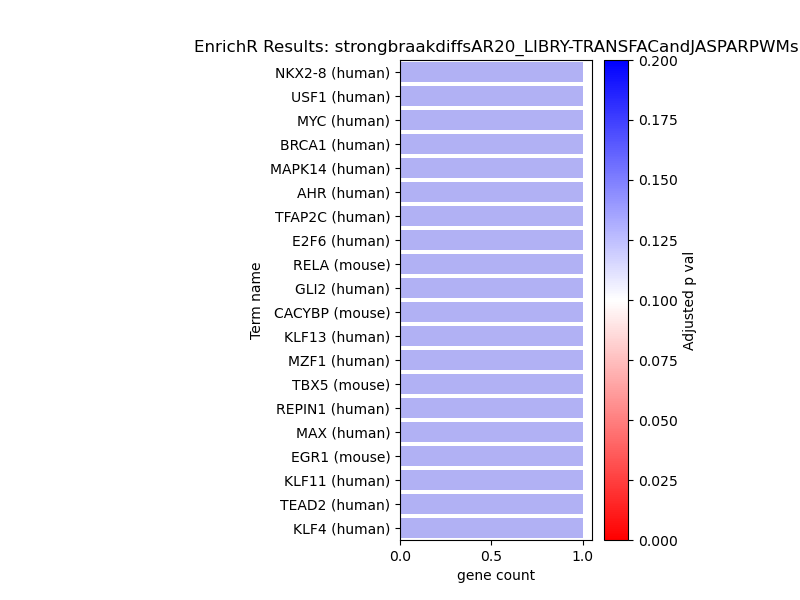 EnrichR Results: strongbraakdiffsAR20_LIBRY-TRANSFACandJASPARPWMs
NKX2-8 (human)
USF1 (human)
MYC (human)
BRCA1 (human)
MAPK14 (human)
AHR (human)
TFAP2C (human)
E2F6 (human)
RELA (mouse)
GLI2 (human)
CACYBP (mouse)
KLF13 (human)
MZF1 (human)
TBX5 (mouse)
REPIN1 (human)
MAX (human)
EGR1 (mouse)
KLF11 (human)
TEAD2 (human)
KLF4 (human)
Term name
0.0
0.5
1.0
gene count
0.200
0.175
0.150
0.125
0.100
0.075
0.050
0.025
0.000
Adjusted p val